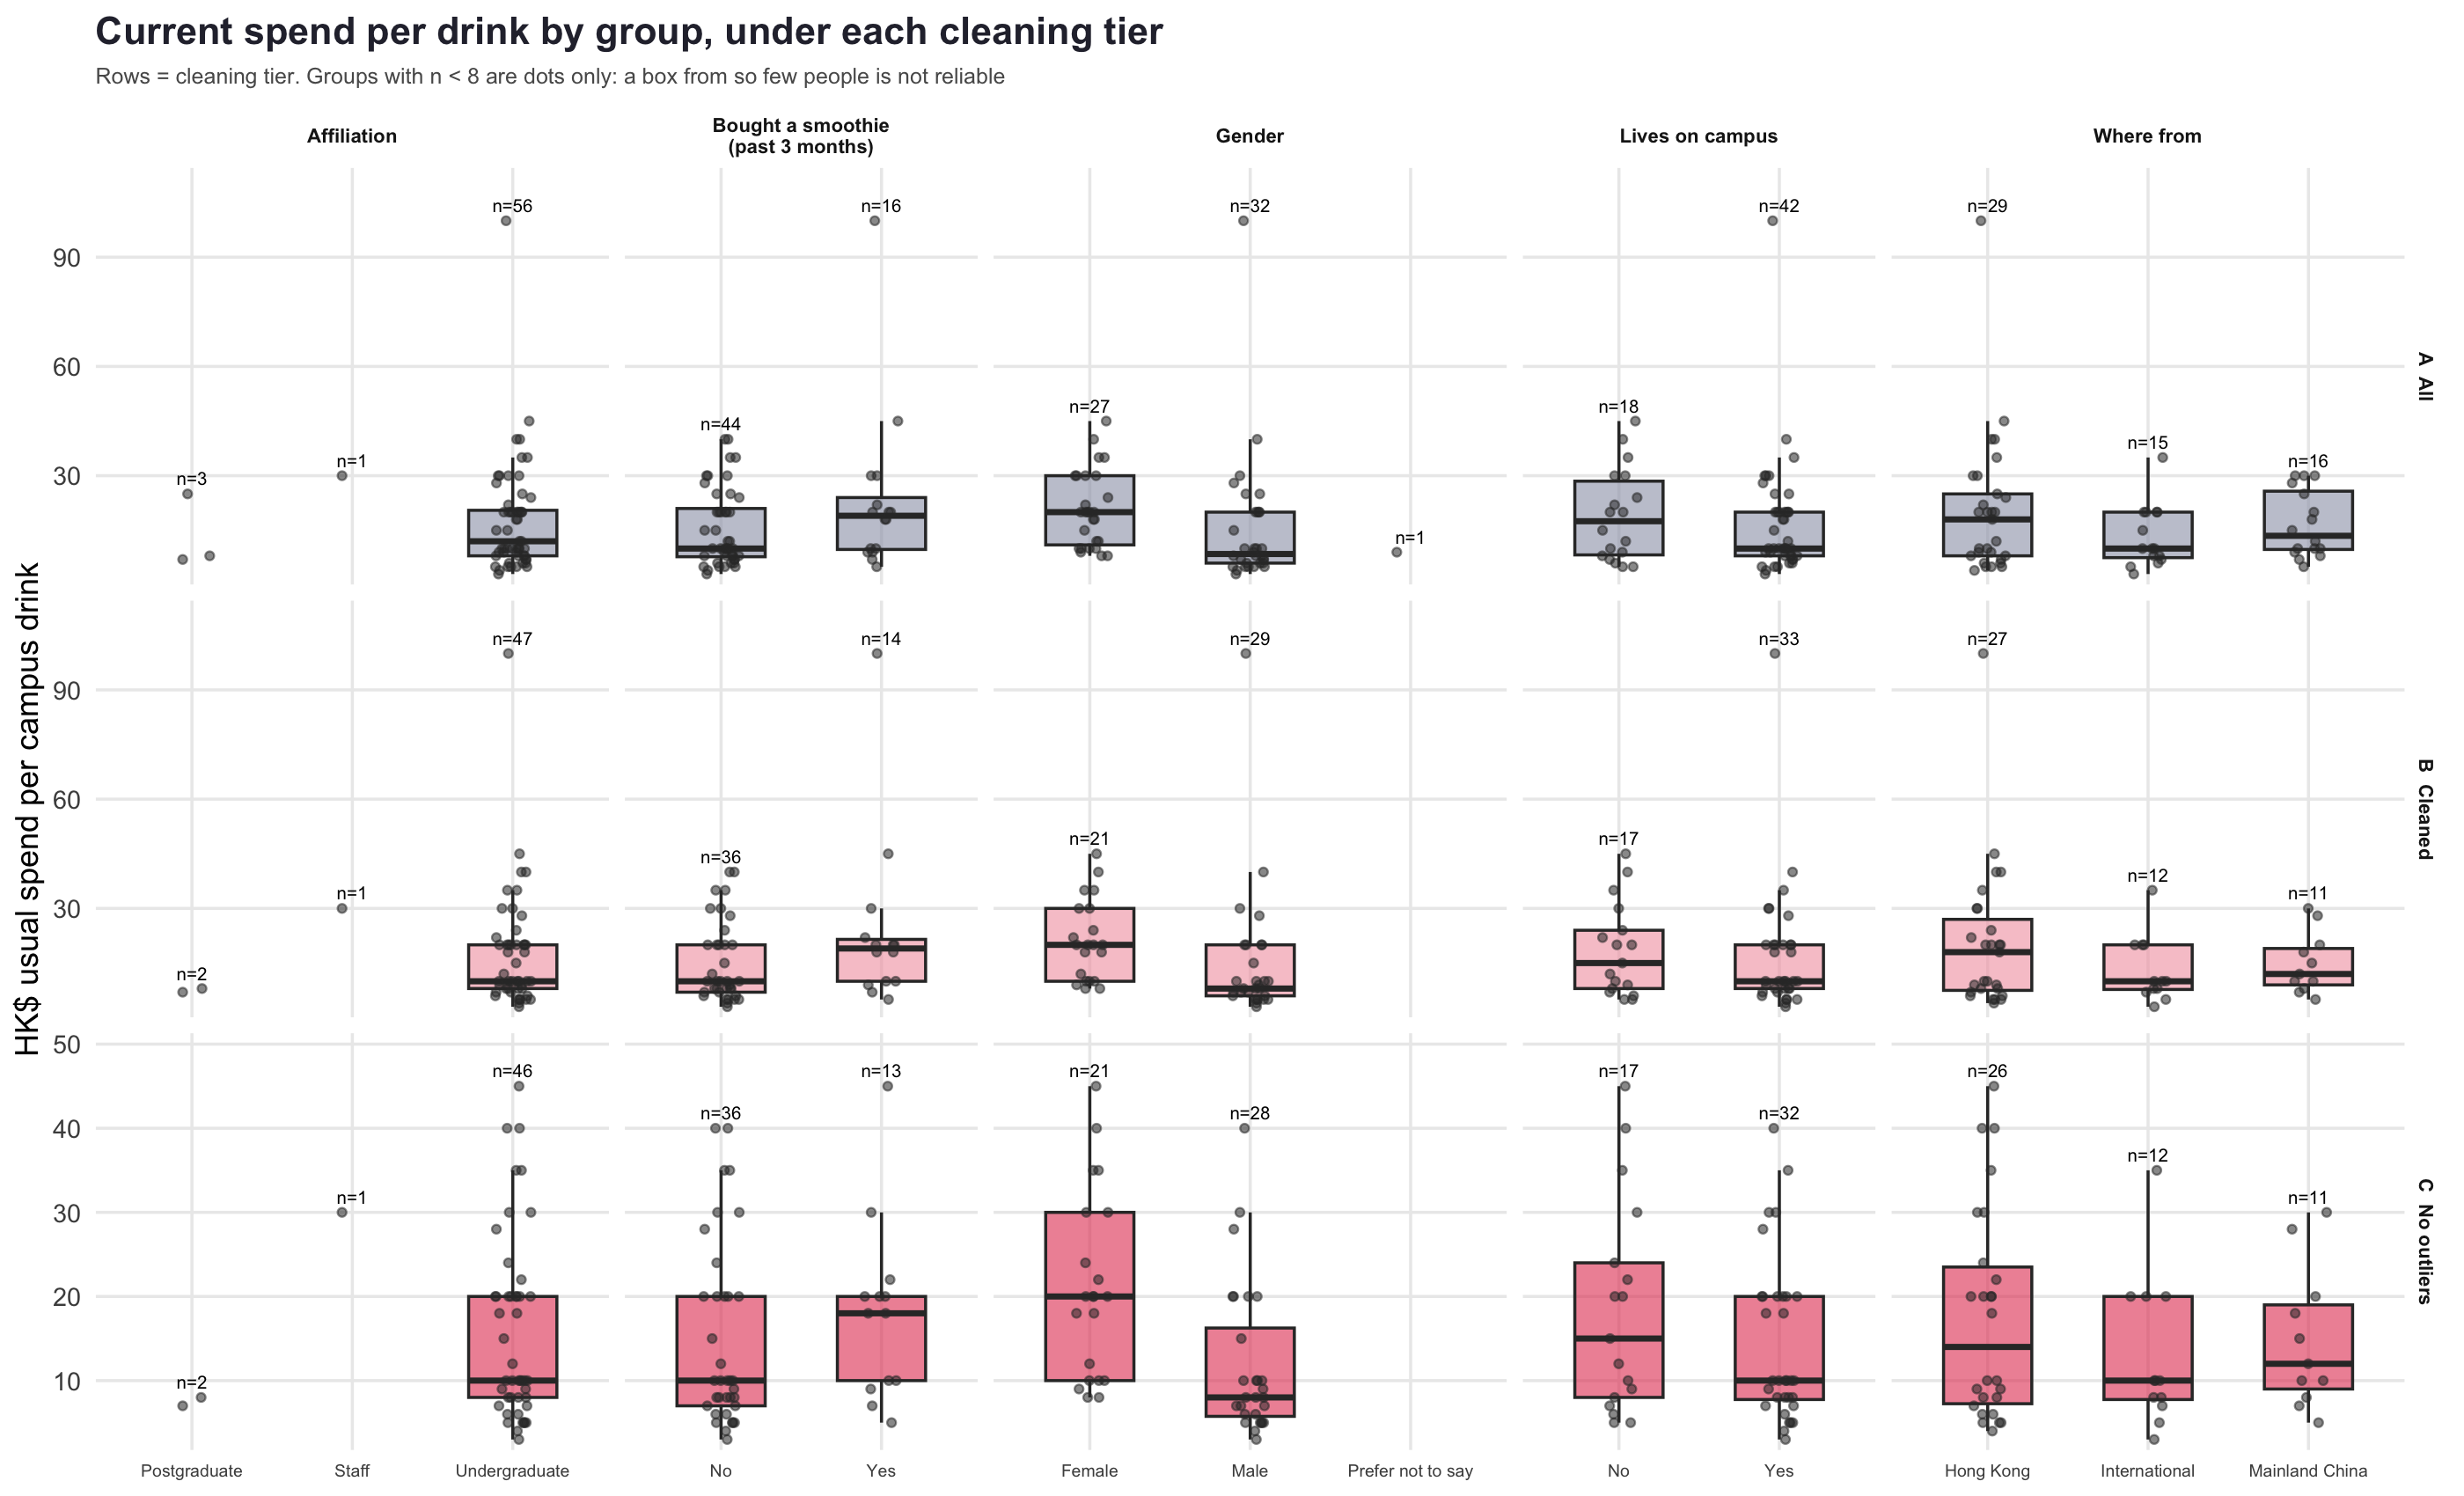 Current spend per drink by group, under each cleaning tier
Rows = cleaning tier. Groups with n < 8 are dots only: a box from so few people is not reliable
Affiliation
Bought a smoothie
(past 3 months)
Gender
Lives on campus
Where from
HK$ usual spend per campus drink
90
60
30
n=3
n=1
n=56
n=44
n=16
n=27
n=32
n=1
n=18
n=42
n=29
n=15
n=16
A All
90
60
30
n=2
n=1
n=47
n=36
n=14
n=21
n=29
n=17
n=33
n=27
n=12
n=11
B Cleaned
50
40
30
20
10
n=2
n=1
n=46
n=36
n=13
n=21
n=28
n=17
n=32
n=26
n=12
n=11
C No outliers
Postgraduate
Staff
Undergraduate
No
Yes
Female
Male
Prefer not to say
No
Yes
Hong Kong
International
Mainland China